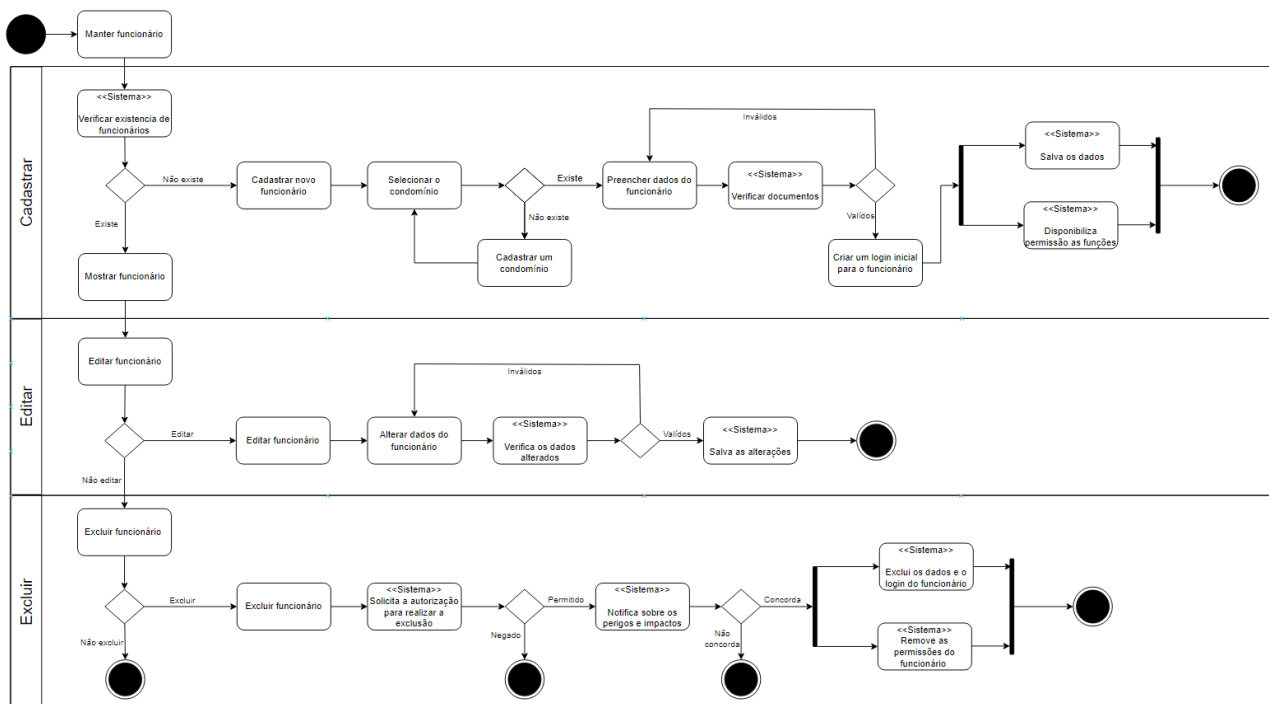 Manter funcionário
Cadastrar
<<Sistema>>
Verificar existencia de
funcionários
Não existe
Existe
Cadastrar novo
funcionário
Selecionar o
condomínio
Existe
Não existe
Cadastrar um
condomínio
Inválidos
Preencher dados do
funcionário
<<Sistema>>
Verificar documentos
Valídos
Criar um login inicial
para o funcionário
<<Sistema>>
Salva os dados
<<Sistema>>
Disponibiliza
permissão as funções
Mostrar funcionário
Editar
Editar funcionário
Editar
Não editar
Editar funcionário
Inválidos
Alterar dados do
funcionário
<<Sistema>>
Verifica os dados
alterados
Valídos
<<Sistema>>
Salva as alterações
Excluir
Excluir funcionário
Excluir
Não excluir
Excluir funcionário
<<Sistema>>
Solicita a autorização
para realizar a
exclusão
Permitido
Negado
<<Sistema>>
Notifica sobre os
perigos e impactos
Concorda
Não
concorda
<<Sistema>>
Exclui os dados e o
login do funcionário
<<Sistema>>
Remove as
permissões do
funcionário